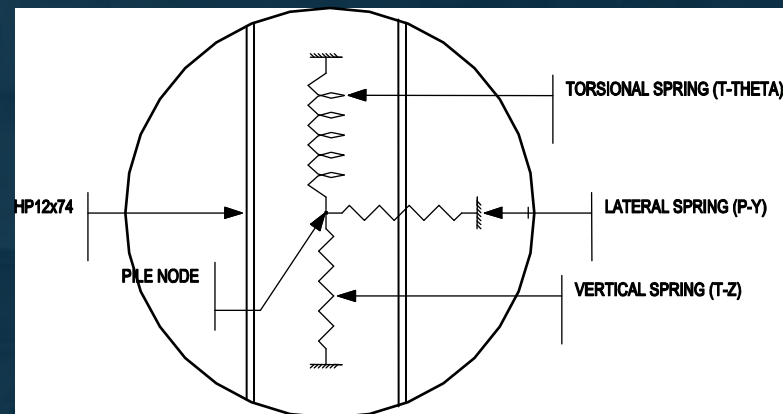 TORSIONAL SPRING (T-THETA)
HP12x74
LATERAL SPRING (P-Y)
PILE NODE
VERTICAL SPRING (T-Z)